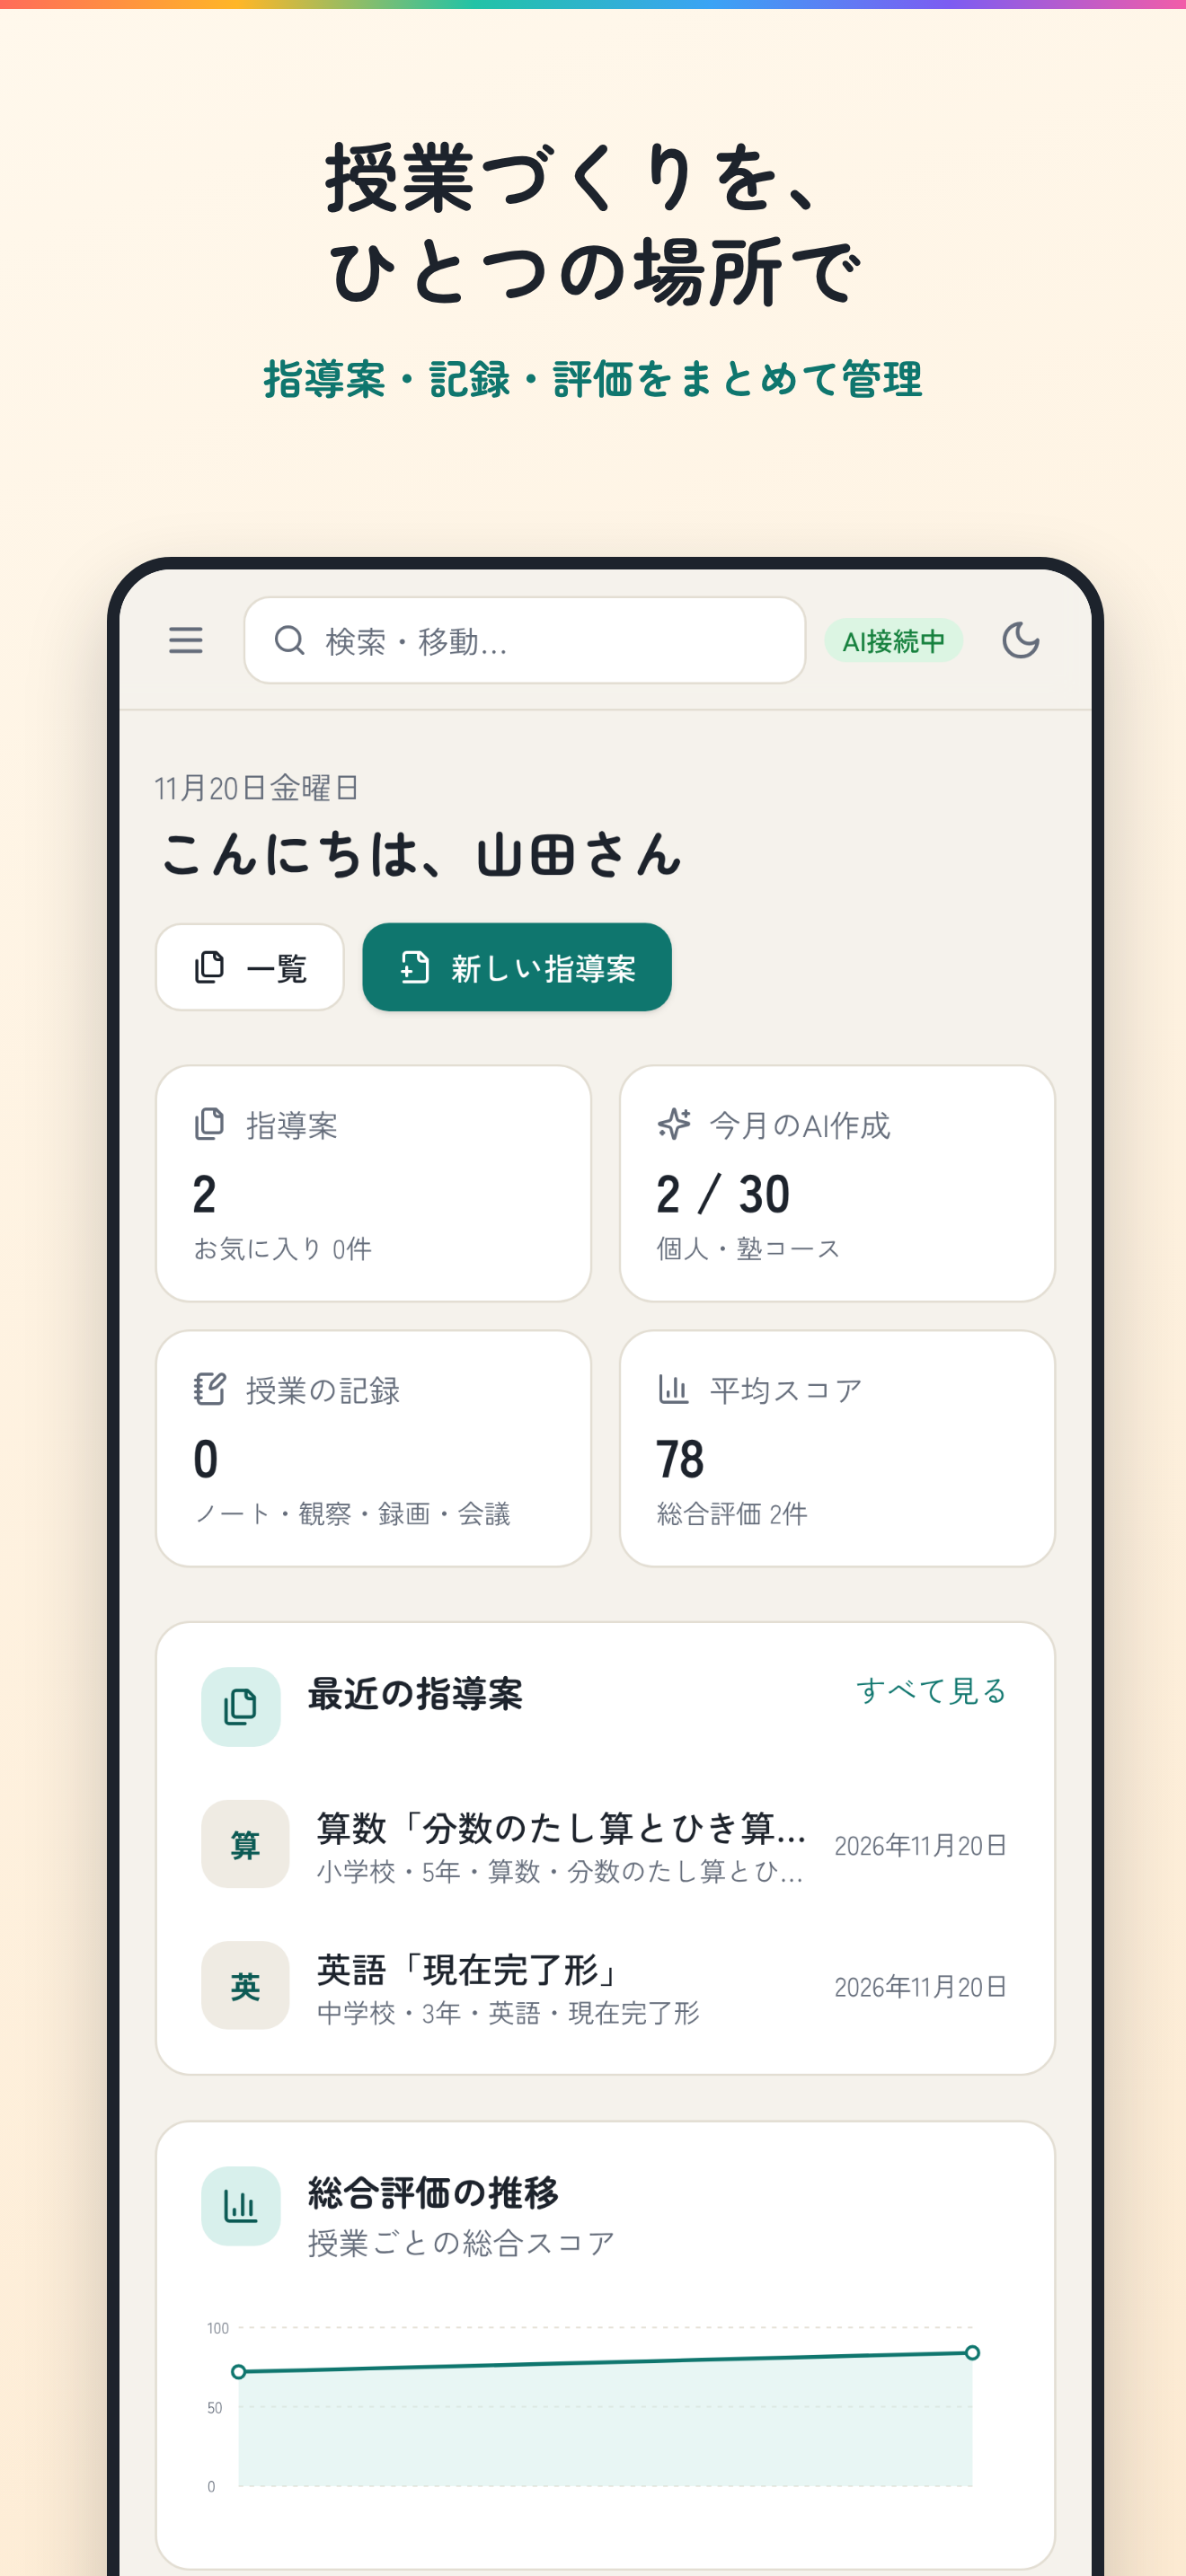 授業づくりを、
ひとつの場所で
指導案・記録・評価をまとめて管理
検索・移動...
AI接続中
11月20日金曜日
こんにちは、山田さん
一覧
新しい指導案
指導案
2
お気に入り 0件
今月のAI作成
2 / 30
個人・塾コース
授業の記録
0
ノート・観察・録画・会議
平均スコア
78
総合評価 2件
最近の指導案
すべて見る
算
算数「分数のたし算とひき算...
小学校・5年・算数・分数のたし算とひ...
2026年11月20日
英
英語「現在完了形」
中学校・3年・英語・現在完了形
2026年11月20日
総合評価の推移
授業ごとの総合スコア
100
50
0